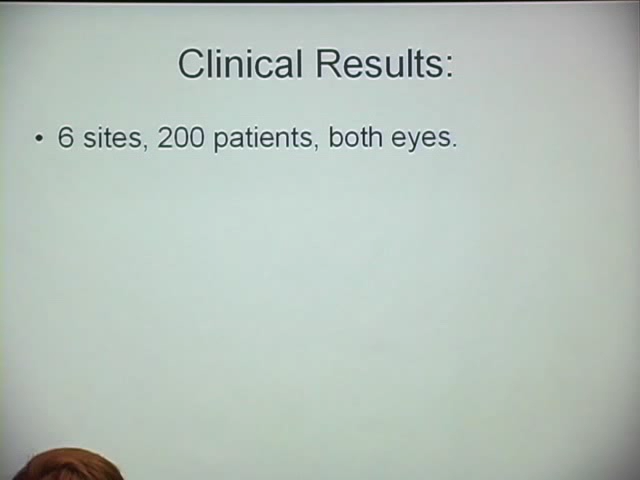 Clinical Results:
• 6 sites, 200 patients, both eyes.